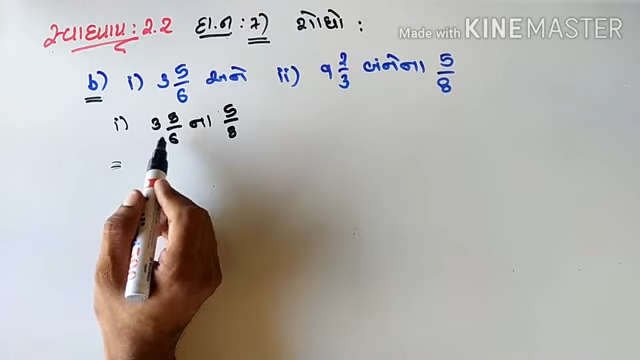 Made with KINEMASTER
સ્વાધ્યાય : 2.2 દા.ન : 7) શોધો :
b) i) 3 5/6 અને ii) 9 2/3 બંનેના 5/8
i) 3 5/6 ના 5/8
=